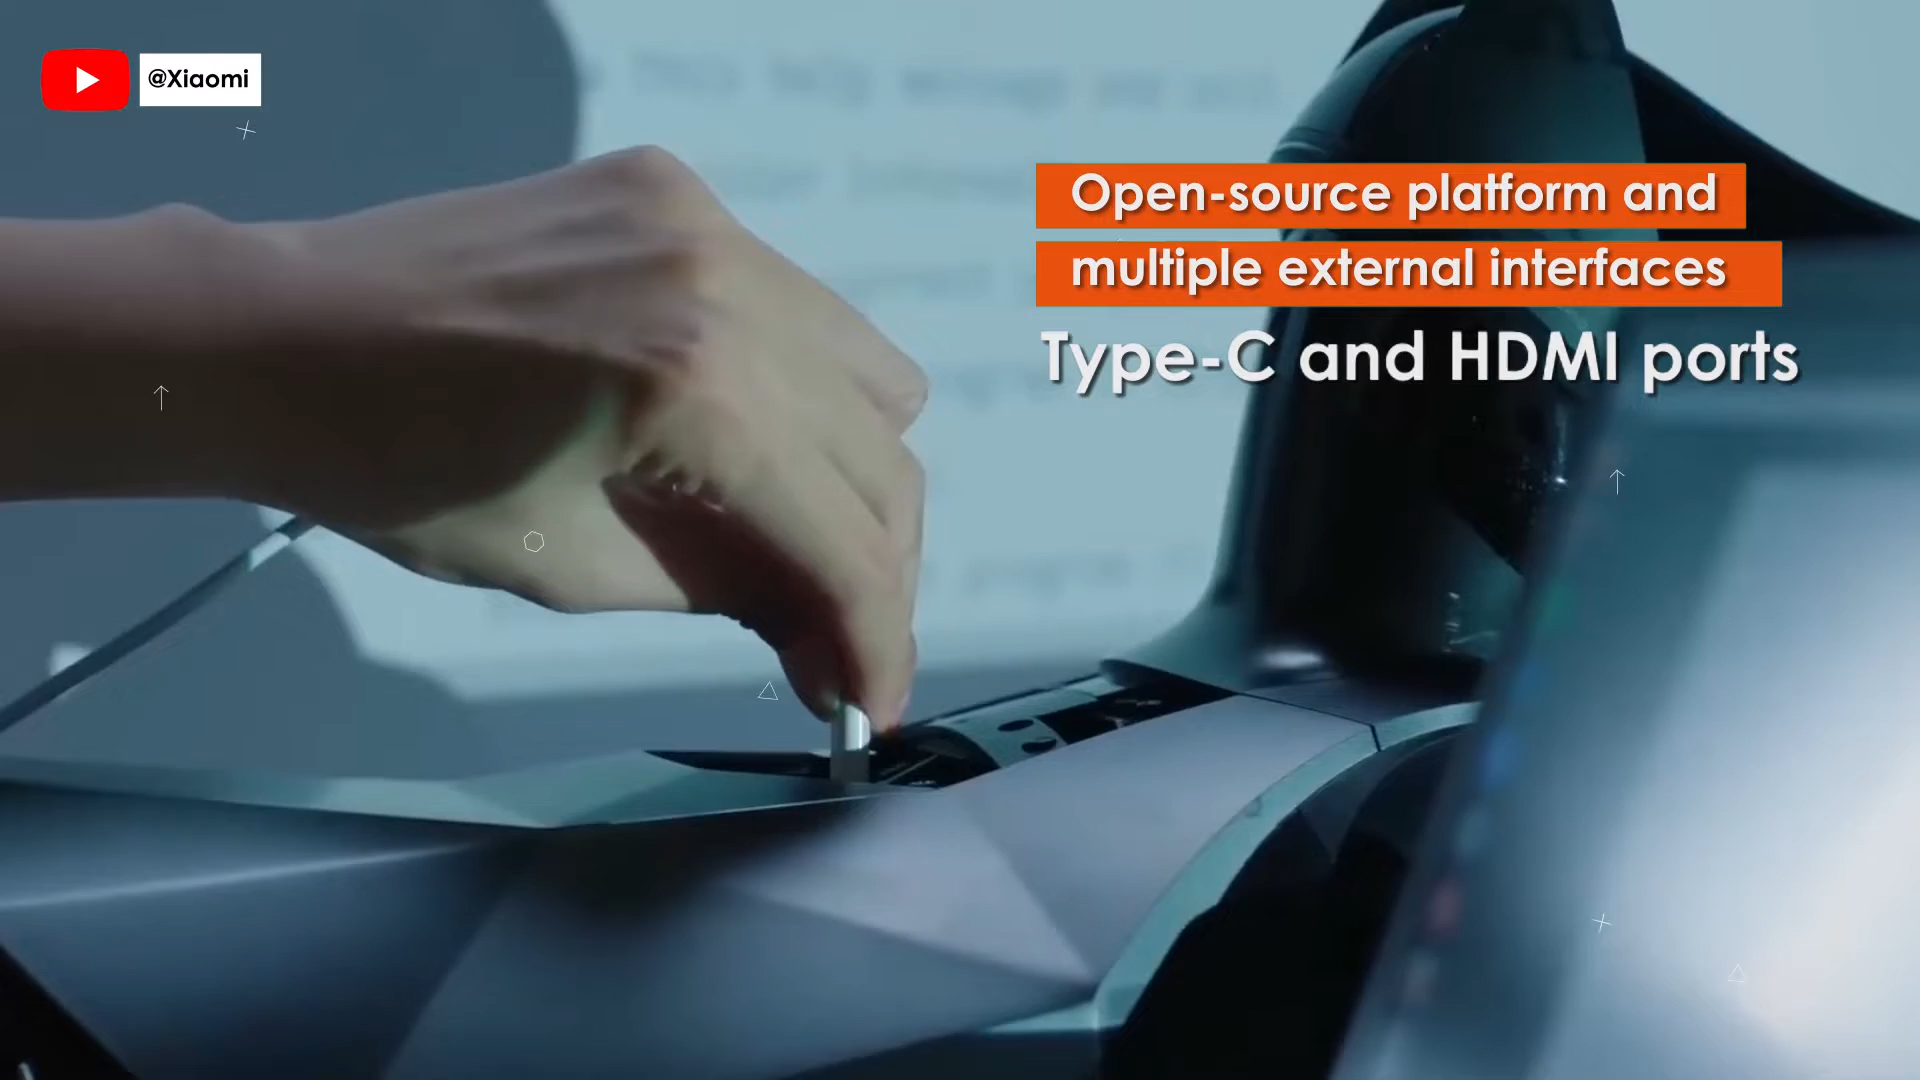 @Xiaomi
Open-source platform and
multiple external interfaces
Type-C and HDMI ports